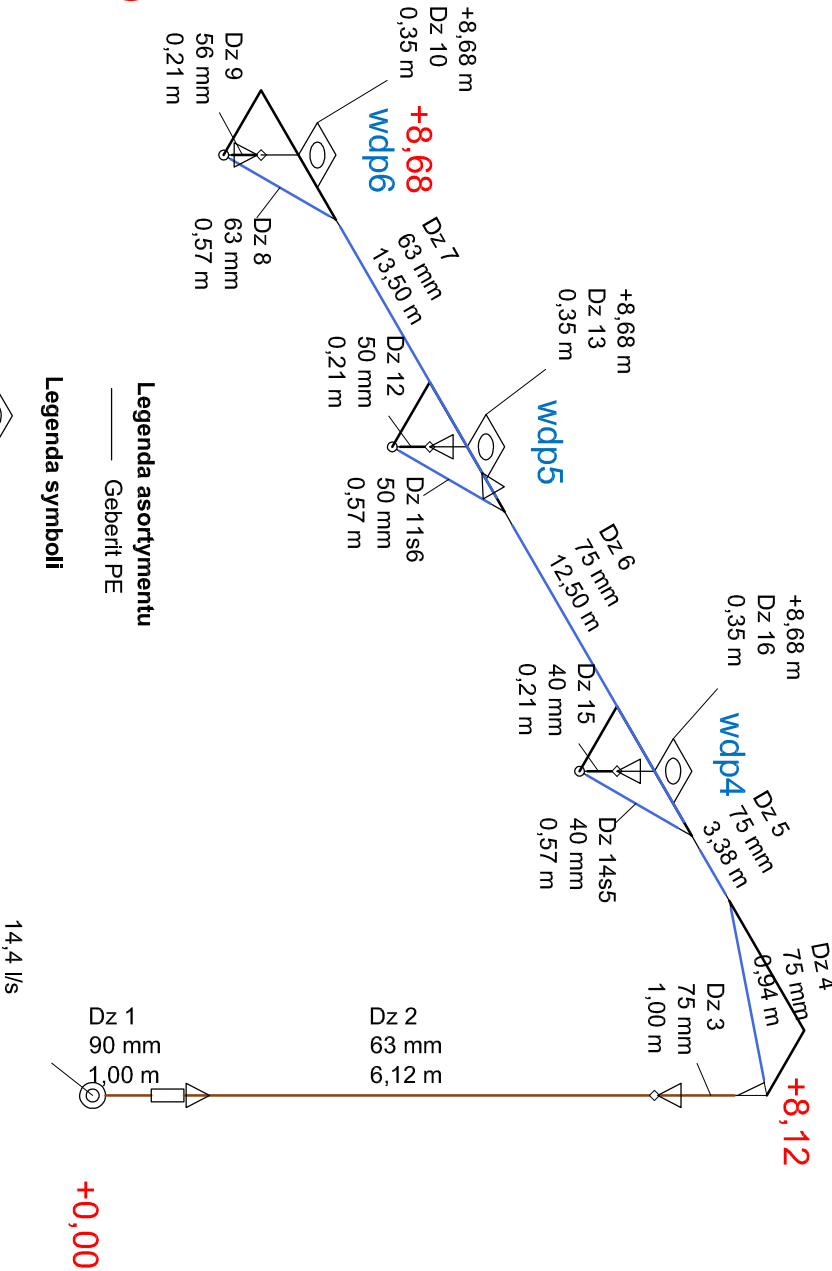 +8,68 m
Dz 10
0,35 m
Dz 9
56 mm
0,21 m
+8,68
wdp6
Dz 8
63 mm
0,57 m
Dz 7
63 mm
13,50 m
+8,68 m
Dz 13
0,35 m
Dz 12
50 mm
0,21 m
wdp5
Dz 11s6
50 mm
0,57 m
Dz 6
75 mm
12,50 m
+8,68 m
Dz 16
0,35 m
Dz 15
40 mm
0,21 m
wdp4
Dz 14s5
40 mm
0,57 m
Dz 5
75 mm
3,38 m
Dz 4
75 mm
0,94 m
Dz 3
75 mm
1,00 m
+8,12
Dz 2
63 mm
6,12 m
Dz 1
90 mm
1,00 m
14,4 l/s
+0,00
Legenda asortymentu
Geberit PE
Legenda symboli